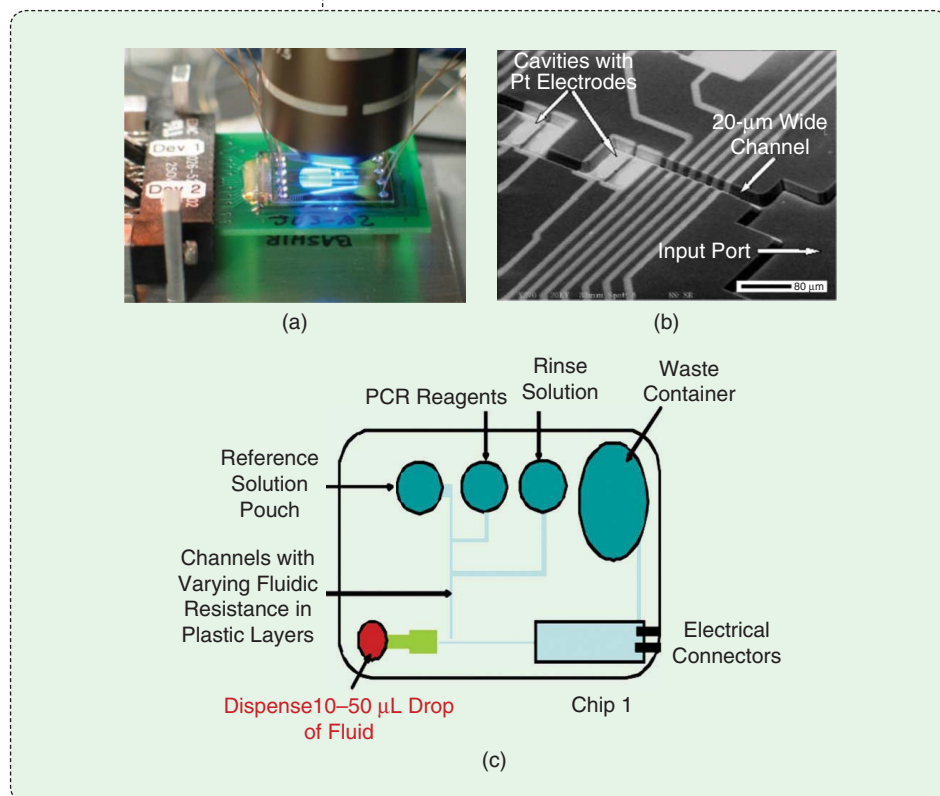 Dev 1
Dev 2
BASHIR
(a)
Cavities with
Pt Electrodes
20-μm Wide
Channel
Input Port
80 μm
(b)
Waste
Container
Rinse
Solution
PCR Reagents
Reference
Solution
Pouch
Channels with
Varying Fluidic
Resistance in
Plastic Layers
Electrical
Connectors
Dispense10–50 μL Drop
of Fluid
Chip 1
(c)